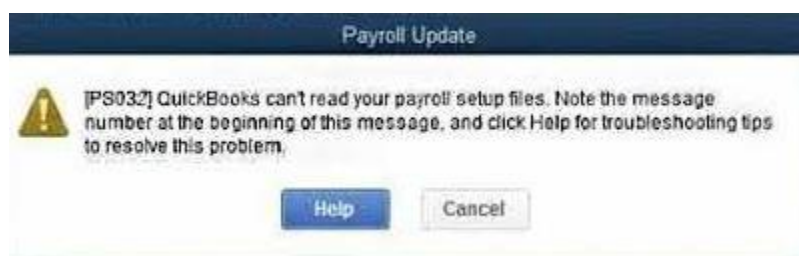 Payroll Update
[PS032] QuickBooks can't read your payroll setup files. Note the message
number at the beginning of this message, and click Help for troubleshooting tips
to resolve this problem.
Help
Cancel